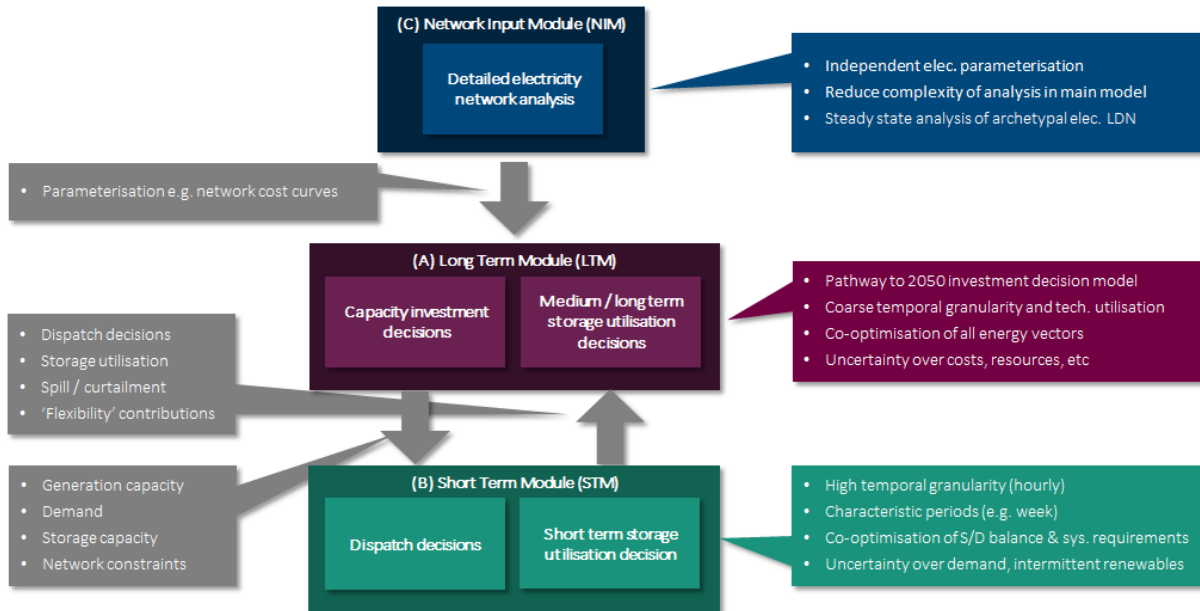 (C) Network Input Module (NIM)
Detailed electricity
network analysis
• Independent elec. parameterisation
• Reduce complexity of analysis in main model
• Steady state analysis of archetypal elec. LDN
• Parameterisation e.g. network cost curves
(A) Long Term Module (LTM)
Capacity investment
decisions
Medium / long term
storage utilisation
decisions
• Pathway to 2050 investment decision model
• Coarse temporal granularity and tech. utilisation
• Co-optimisation of all energy vectors
• Uncertainty over costs, resources, etc
• Dispatch decisions
• Storage utilisation
• Spill / curtailment
• ‘Flexibility’ contributions
• Generation capacity
• Demand
• Storage capacity
• Network constraints
(B) Short Term Module (STM)
Dispatch decisions
Short term storage
utilisation decision
• High temporal granularity (hourly)
• Characteristic periods (e.g. week)
• Co-optimisation of S/D balance & sys. requirements
• Uncertainty over demand, intermittent renewables